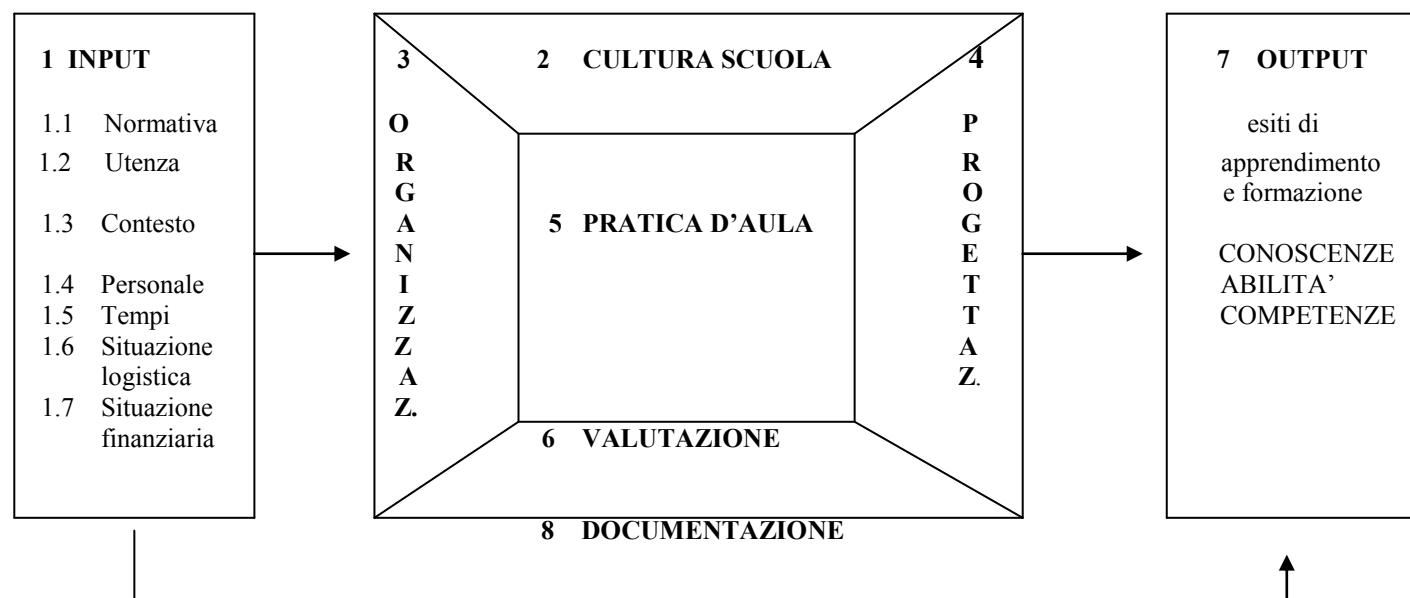 1 INPUT
1.1 Normativa
1.2 Utenza
1.3 Contesto
1.4 Personale
1.5 Tempi
1.6 Situazione
logistica
1.7 Situazione
finanziaria
3
O
R
G
A
N
I
Z
Z
A
Z.
2 CULTURA SCUOLA
5 PRATICA D’AULA
6 VALUTAZIONE
8 DOCUMENTAZIONE
4
P
R
O
G
E
T
T
A
Z.
7 OUTPUT
esiti di
apprendimento
e formazione
CONOSCENZE
ABILITA’
COMPETENZE